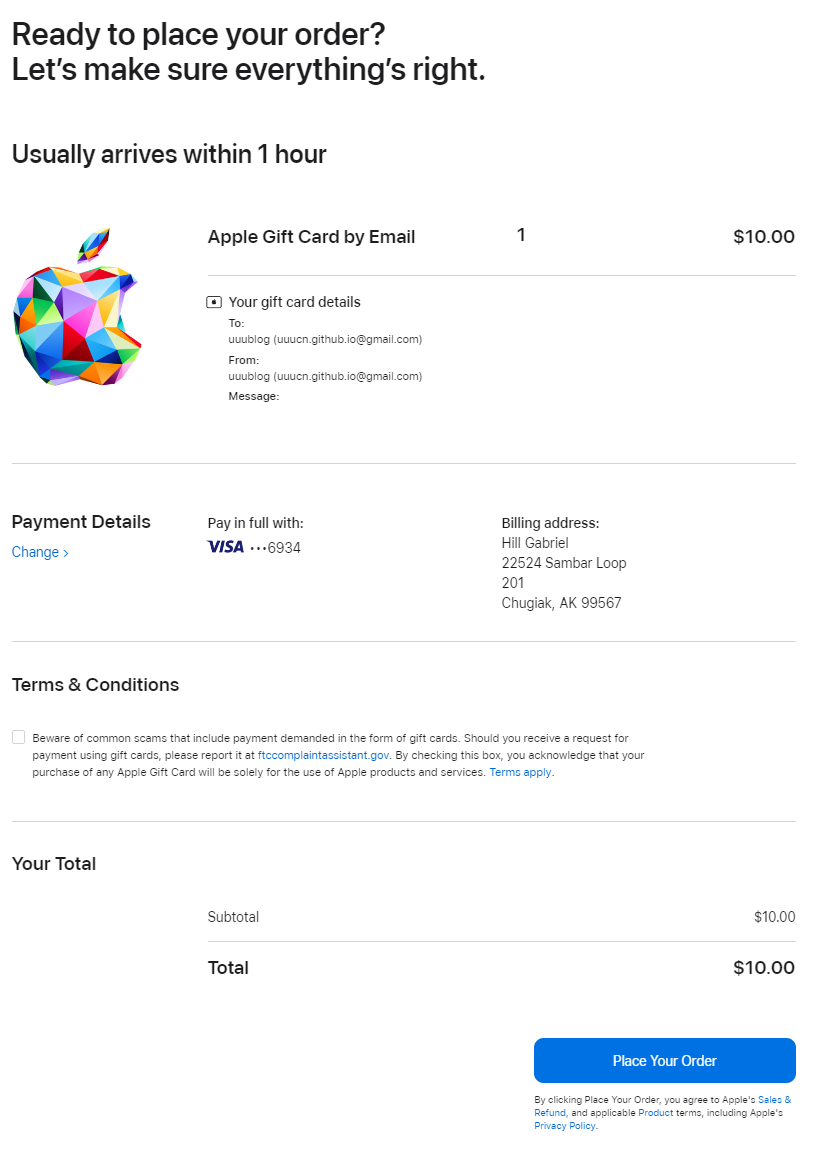 Ready to place your order?
Let’s make sure everything’s right.
Usually arrives within 1 hour
Apple Gift Card by Email 1 $10.00
Your gift card details
To:
uuublog (uuucn.github.io@gmail.com)
From:
uuublog (uuucn.github.io@gmail.com)
Message:
Payment Details Pay in full with: Billing address:
Change > VISA •••6934 Hill Gabriel
22524 Sambar Loop
201
Chugiak, AK 99567
Terms & Conditions
Beware of common scams that include payment demanded in the form of gift cards. Should you receive a request for
payment using gift cards, please report it at ftccomplaintassistant.gov. By checking this box, you acknowledge that your
purchase of any Apple Gift Card will be solely for the use of Apple products and services. Terms apply.
Your Total
Subtotal $10.00
Total $10.00
Place Your Order
By clicking Place Your Order, you agree to Apple's Sales &
Refund, and applicable Product terms, including Apple's
Privacy Policy.